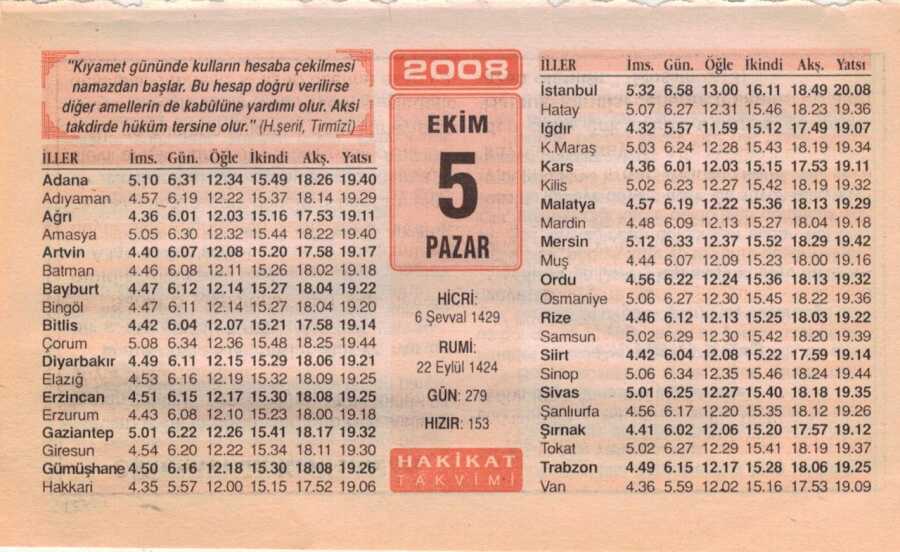 "Kıyamet gününde kulların hesaba çekilmesi
namazdan başlar. Bu hesap doğru verilirse
diğer amellerin de kabûlüne yardımı olur. Aksi
takdirde hüküm tersine olur." (H.şerif, Tirmîzî)
İLLER İms. Gün. Öğle İkindi Akş. Yatsı
Adana 5.10 6.31 12.34 15.49 18.26 19.40
Adıyaman 4.57 6.19 12.22 15.37 18.14 19.29
Ağrı 4.36 6.01 12.03 15.16 17.53 19.11
Amasya 5.05 6.30 12.32 15.44 18.22 19.40
Artvin 4.40 6.07 12.08 15.20 17.58 19.17
Batman 4.46 6.08 12.11 15.26 18.02 19.18
Bayburt 4.47 6.12 12.14 15.27 18.04 19.22
Bingöl 4.47 6.11 12.14 15.27 18.04 19.20
Bitlis 4.42 6.04 12.07 15.21 17.58 19.14
Çorum 5.08 6.34 12.36 15.48 18.25 19.44
Diyarbakır 4.49 6.11 12.15 15.29 18.06 19.21
Elazığ 4.53 6.16 12.19 15.32 18.09 19.25
Erzincan 4.51 6.15 12.17 15.30 18.08 19.25
Erzurum 4.43 6.08 12.10 15.23 18.00 19.18
Gaziantep 5.01 6.22 12.26 15.41 18.17 19.32
Giresun 4.54 6.20 12.22 15.34 18.11 19.30
Gümüşhane 4.50 6.16 12.18 15.30 18.08 19.26
Hakkari 4.35 5.57 12.00 15.15 17.52 19.06
2008
EKİM
5
PAZAR
HİCRİ:
6 Şevval 1429
RUMİ:
22 Eylül 1424
GÜN: 279
HIZIR: 153
HAKİKAT
TAKVİMİ
İLLER İms. Gün. Öğle İkindi Akş. Yatsı
İstanbul 5.32 6.58 13.00 16.11 18.49 20.08
Hatay 5.07 6.27 12.31 15.46 18.23 19.36
Iğdır 4.32 5.57 11.59 15.12 17.49 19.07
K.Maraş 5.03 6.24 12.28 15.43 18.19 19.34
Kars 4.36 6.01 12.03 15.15 17.53 19.11
Kilis 5.02 6.23 12.27 15.42 18.19 19.32
Malatya 4.57 6.19 12.22 15.36 18.13 19.29
Mardin 4.48 6.09 12.13 15.27 18.04 19.18
Mersin 5.12 6.33 12.37 15.52 18.29 19.42
Muş 4.44 6.07 12.09 15.23 18.00 19.16
Ordu 4.56 6.22 12.24 15.36 18.13 19.32
Osmaniye 5.06 6.27 12.30 15.45 18.22 19.36
Rize 4.46 6.12 12.13 15.25 18.03 19.22
Samsun 5.02 6.29 12.30 15.42 18.20 19.39
Siirt 4.42 6.04 12.08 15.22 17.59 19.14
Sinop 5.06 6.34 12.35 15.46 18.24 19.44
Sivas 5.01 6.25 12.27 15.40 18.18 19.35
Şanlıurfa 4.56 6.17 12.20 15.35 18.12 19.26
Şırnak 4.41 6.02 12.06 15.20 17.57 19.12
Tokat 5.02 6.27 12.29 15.41 18.19 19.37
Trabzon 4.49 6.15 12.17 15.28 18.06 19.25
Van 4.36 5.59 12.02 15.16 17.53 19.09